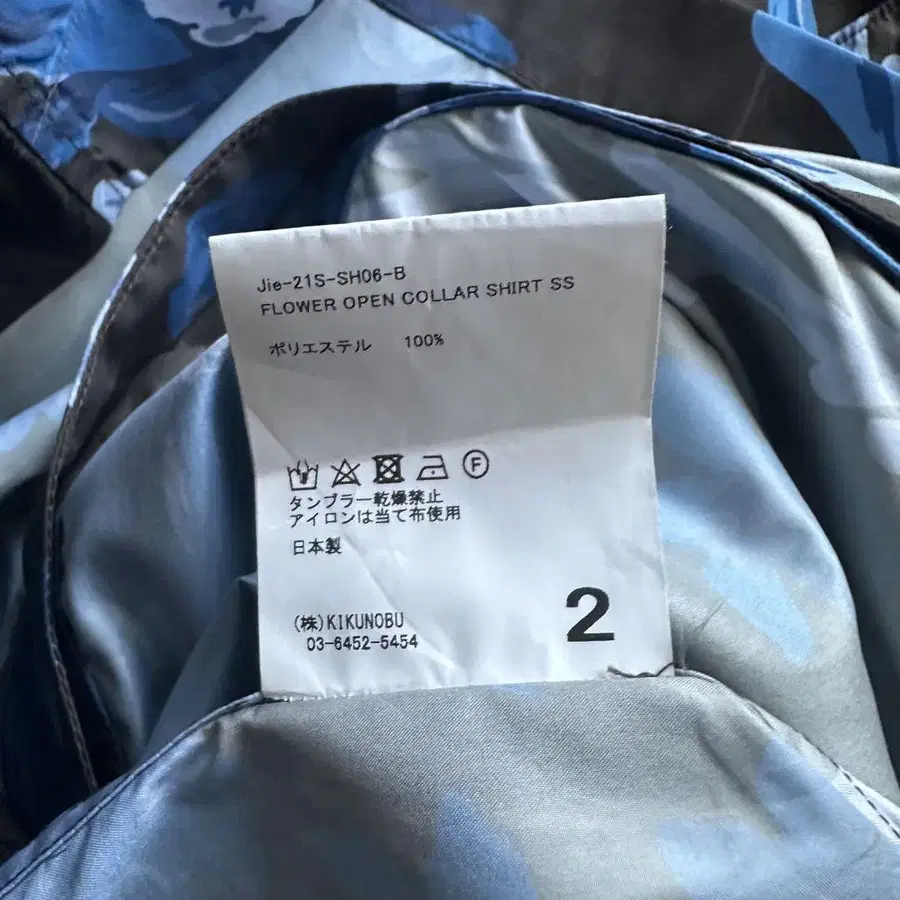 Jie-21S-SH06-B
FLOWER OPEN COLLAR SHIRT SS
ポリエステル 100%
F
タンブラー乾燥禁止
アイロンは当て布使用
日本製
(株)KIKUNOBU
03-6452-5454
2